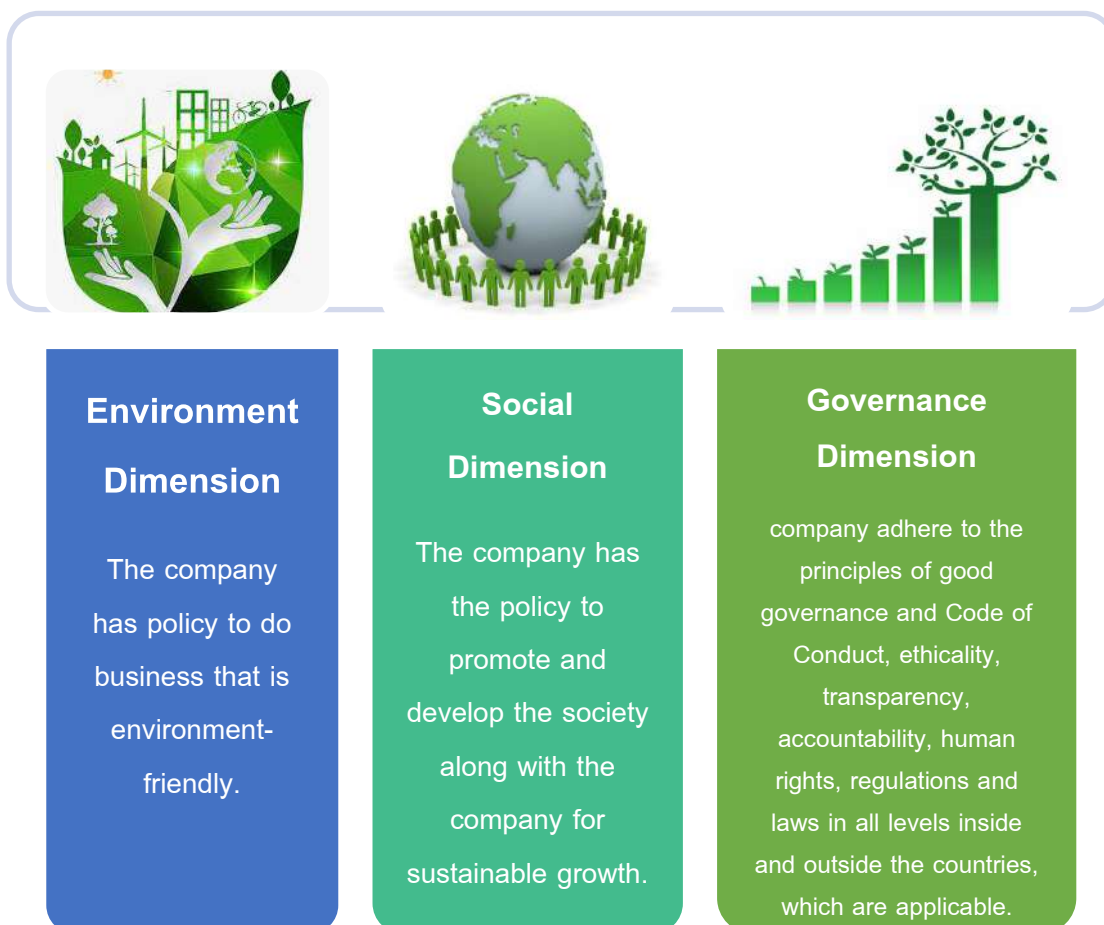 Environment
Dimension
The company
has policy to do
business that is
environment-
friendly.
Social
Dimension
The company has
the policy to
promote and
develop the society
along with the
company for
sustainable growth.
Governance
Dimension
company adhere to the
principles of good
governance and Code of
Conduct, ethicality,
transparency,
accountability, human
rights, regulations and
laws in all levels inside
and outside the countries,
which are applicable.